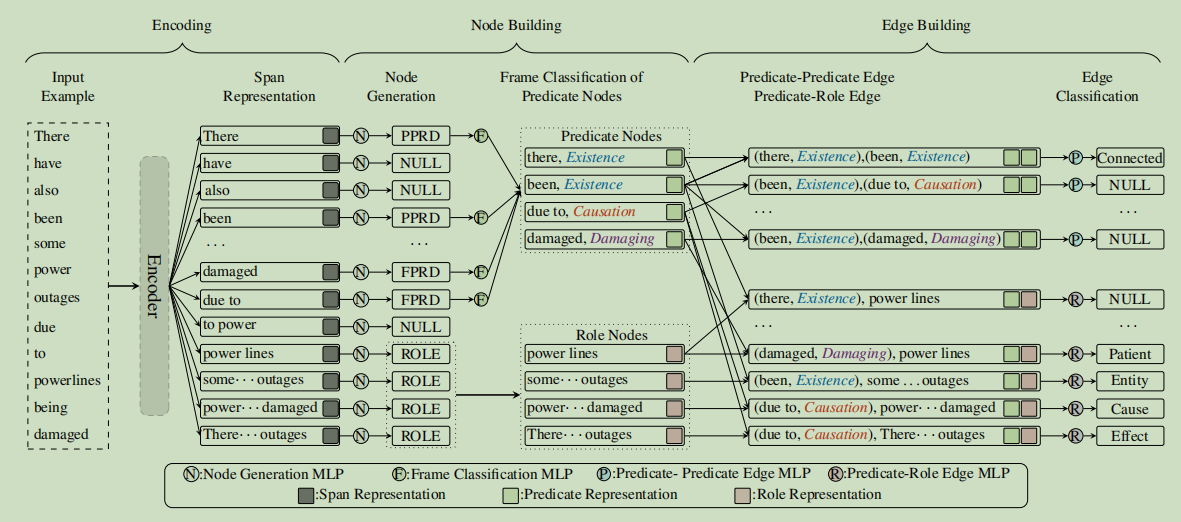 Encoding Node Building Edge Building
Input Example
Span Representation
Node Generation
Frame Classification of Predicate Nodes
Predicate-Predicate Edge
Predicate-Role Edge
Edge Classification
There
have
also
been
some
power
outages
due
to
powerlines
being
damaged
Encoder
There N PPRD F
have N NULL
also N NULL
been N PPRD F
··· ···
damaged N FPRD F
due to N FPRD F
to power N NULL
power lines N ROLE
some··· outages N ROLE
power··· damaged N ROLE
There··· outages N ROLE
Predicate Nodes
there, Existence
been, Existence
due to, Causation
damaged, Damaging
Role Nodes
power lines
some··· outages
power··· damaged
There··· outages
(there, Existence),(been, Existence) P Connected
(been, Existence),(due to, Causation) P NULL
··· ···
(been, Existence),(damaged, Damaging) P NULL
(there, Existence), power lines R NULL
··· ···
(damaged, Damaging), power lines R Patient
(been, Existence), some ... outages R Entity
(due to, Causation), power··· damaged R Cause
(due to, Causation), There··· outages R Effect
N:Node Generation MLP F:Frame Classification MLP P:Predicate- Predicate Edge MLP R:Predicate-Role Edge MLP
:Span Representation :Predicate Representation :Role Representation